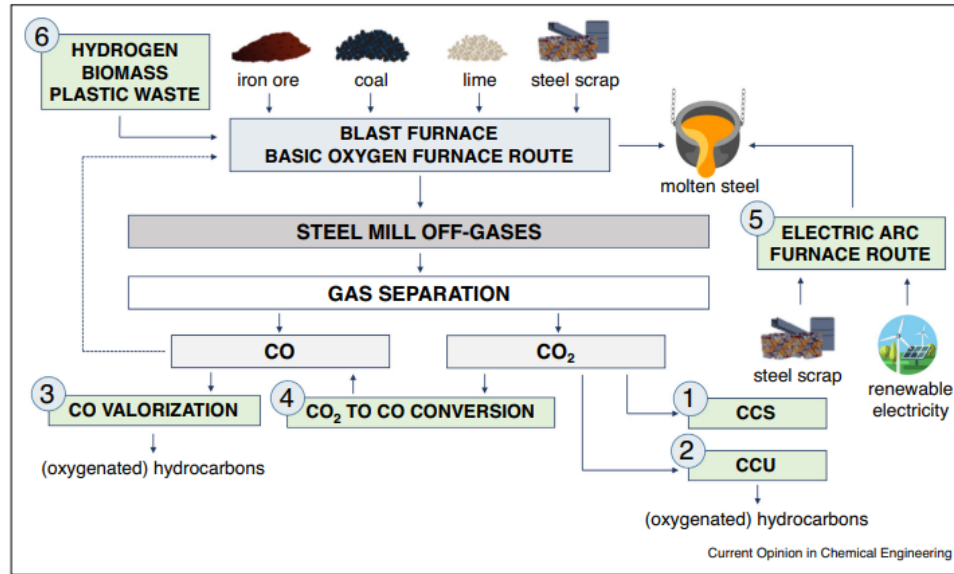 6
HYDROGEN
BIOMASS
PLASTIC WASTE
iron ore
coal
lime
steel scrap
BLAST FURNACE
BASIC OXYGEN FURNACE ROUTE
molten steel
STEEL MILL OFF-GASES
5
ELECTRIC ARC
FURNACE ROUTE
GAS SEPARATION
CO
CO₂
steel scrap
renewable
electricity
3
CO VALORIZATION
4
CO₂ TO CO CONVERSION
1
CCS
2
CCU
(oxygenated) hydrocarbons
(oxygenated) hydrocarbons
Current Opinion in Chemical Engineering